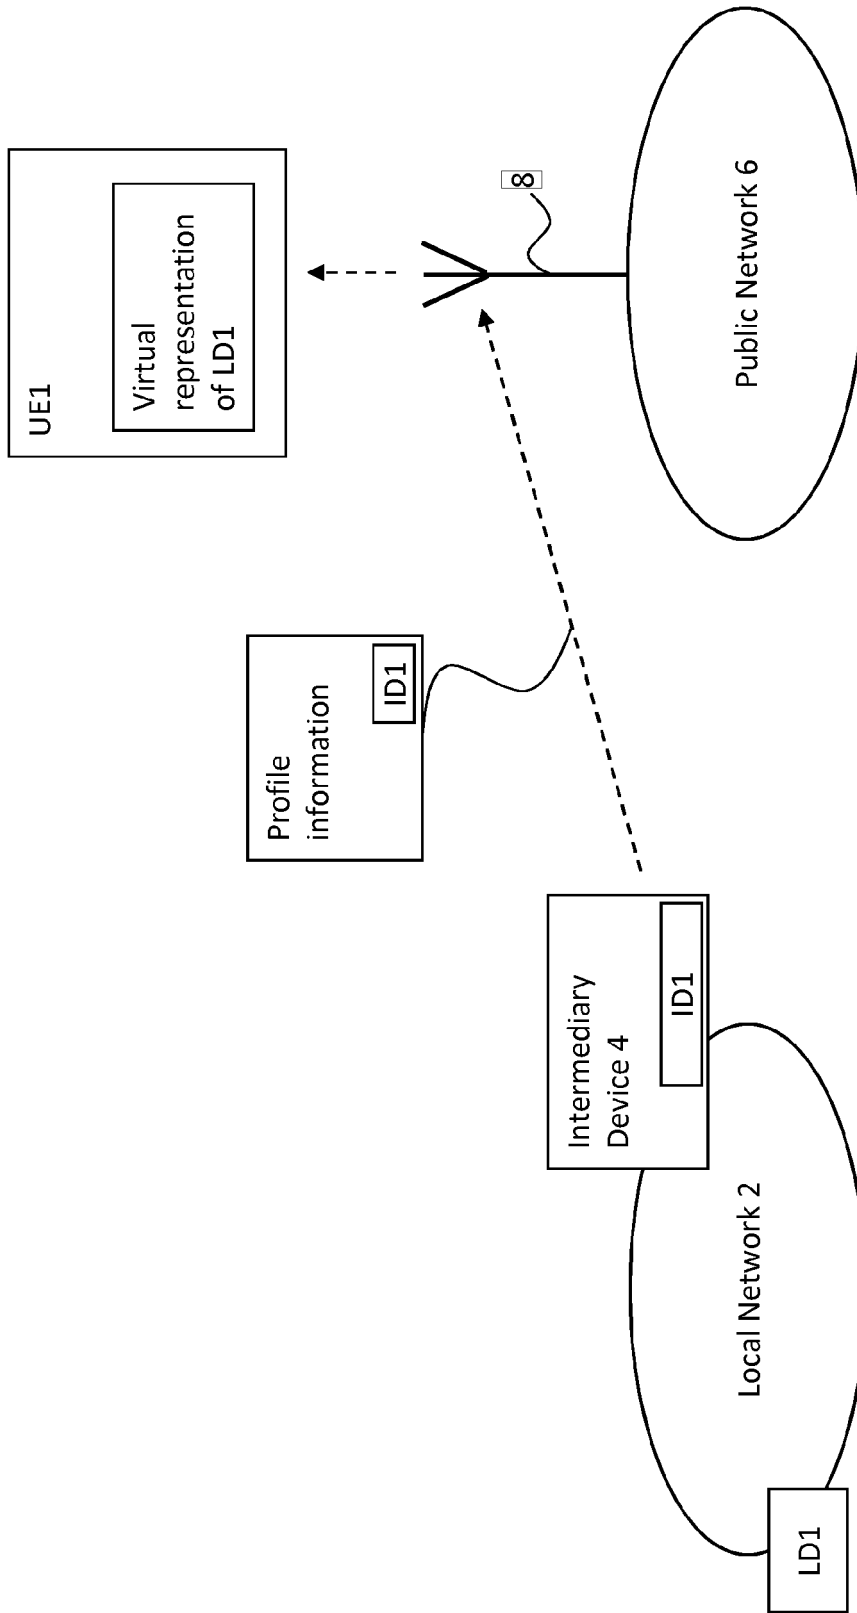 UE1
Virtual
representation
of LD1
8
Profile
information
ID1
Intermediary
Device 4
ID1
LD1
Local Network 2
Public Network 6